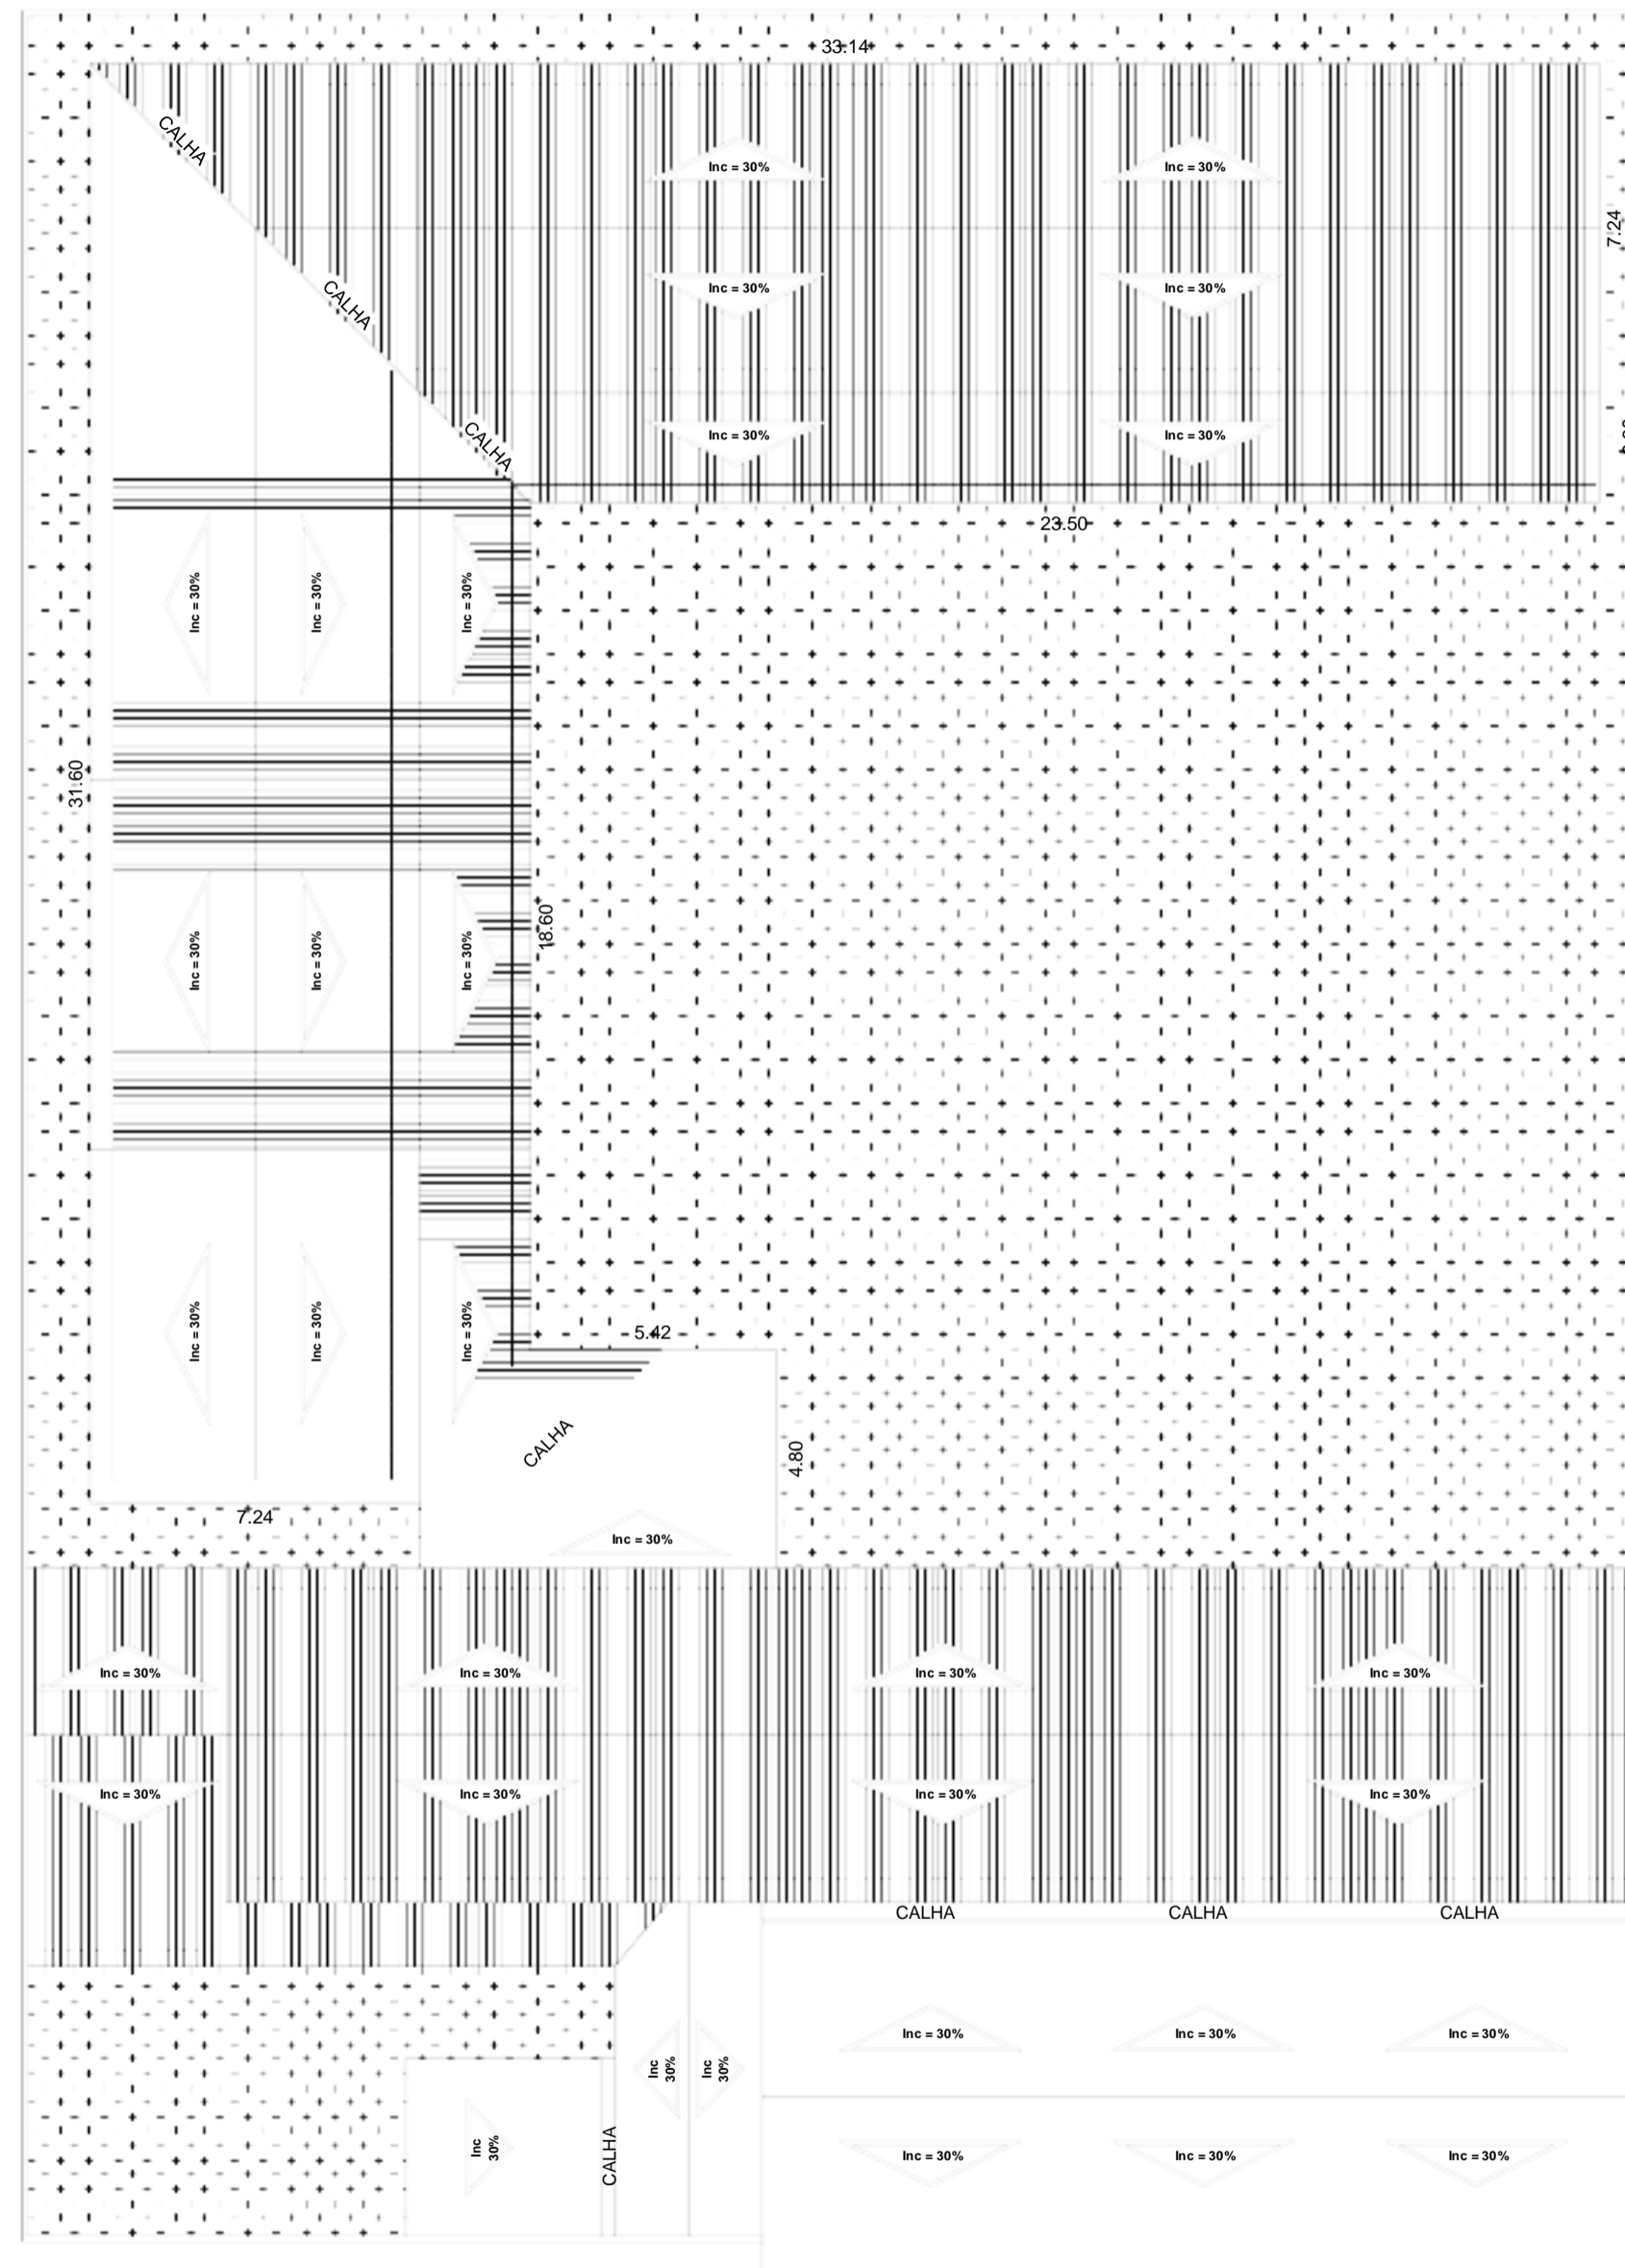 33.14
CALHA
Inc = 30%
Inc = 30%
7.24
CALHA
Inc = 30%
Inc = 30%
CALHA
Inc = 30%
Inc = 30%
23.50
Inc = 30%
Inc = 30%
Inc = 30%
31.60
18.60
Inc = 30%
Inc = 30%
Inc = 30%
Inc = 30%
Inc = 30%
Inc = 30%
5.42
CALHA
4.80
7.24
Inc = 30%
Inc = 30%
Inc = 30%
Inc = 30%
Inc = 30%
Inc = 30%
Inc = 30%
Inc = 30%
Inc = 30%
CALHA
CALHA
CALHA
Inc = 30%
Inc = 30%
Inc = 30%
Inc
30%
Inc
30%
Inc
30%
CALHA
Inc = 30%
Inc = 30%
Inc = 30%